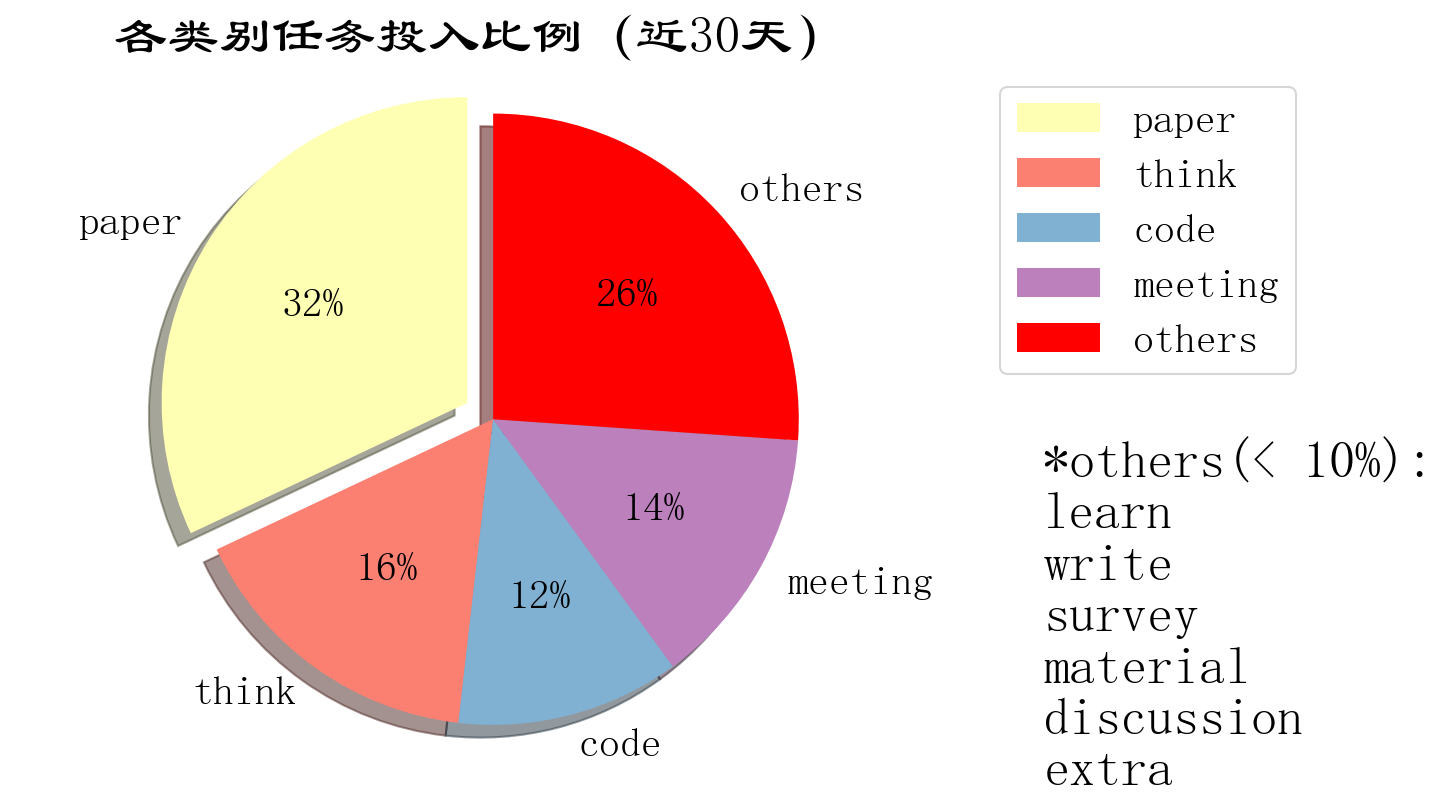 各类别任务投入比例 (近30天)
paper
32%
others
26%
14%
meeting
16%
think
12%
code
paper
think
code
meeting
others
*others(< 10%):
learn
write
survey
material
discussion
extra